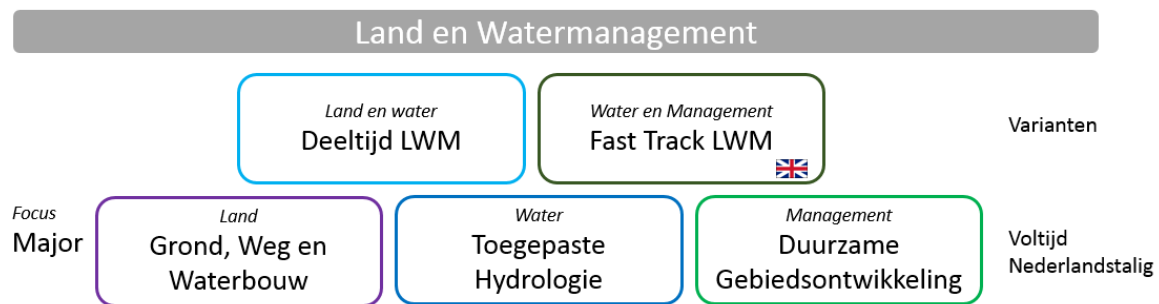 Land en Watermanagement
Land en water
Deeltijd LWM
Water en Management
Fast Track LWM
Varianten
Focus
Major
Land
Grond, Weg en
Waterbouw
Water
Toegepaste
Hydrologie
Management
Duurzame
Gebiedsontwikkeling
Voltijd
Nederlandstalig